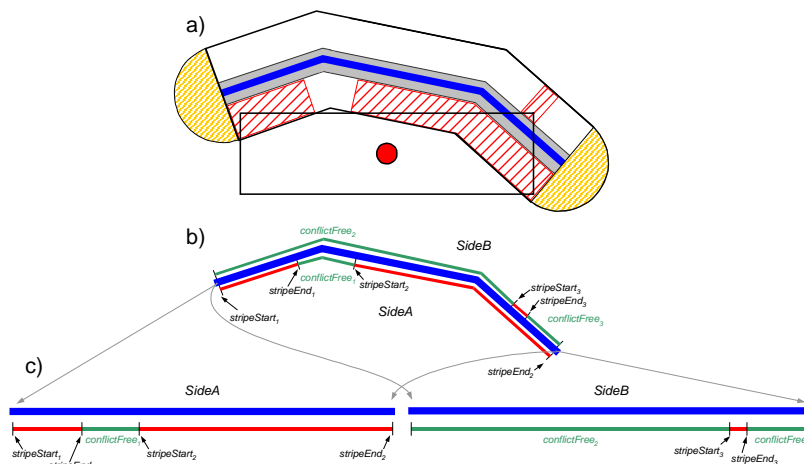 a)
b)
conflictFree2
SideB
stripeStart2
stripeEnd1
conflictFree1
stripeStart3
stripeEnd3
conflictFree3
stripeStart1
SideA
stripeEnd2
c)
SideA
SideB
conflictFree1
conflictFree2
stripeStart1
stripeStart2
stripeEnd2
stripeStart3
stripeEnd3